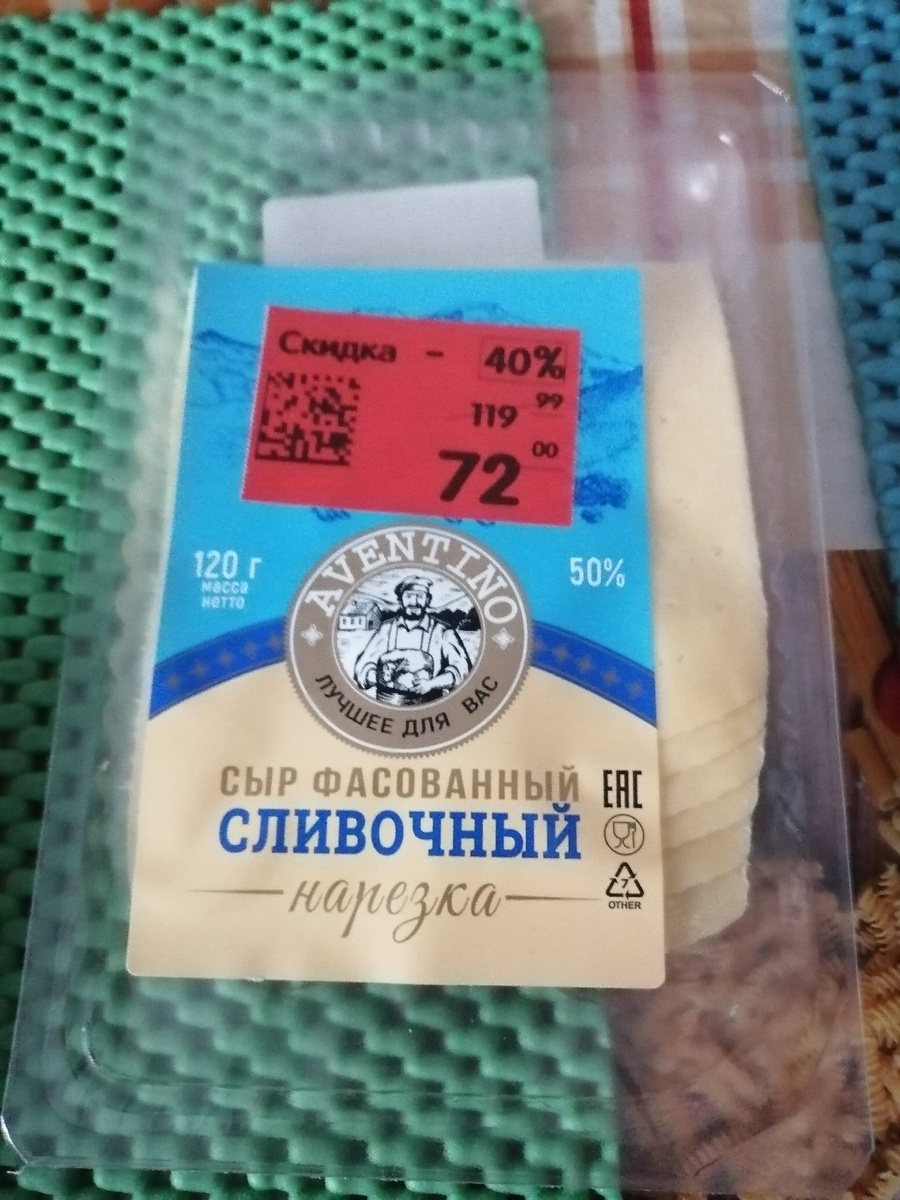 Скидка - 40%
119 99
72 00
120 г
масса
нетто
50%
AVENTINO
ЛУЧШЕЕ ДЛЯ ВАС
СЫР ФАСОВАННЫЙ
СЛИВОЧНЫЙ
нарезка
EAC
7
OTHER